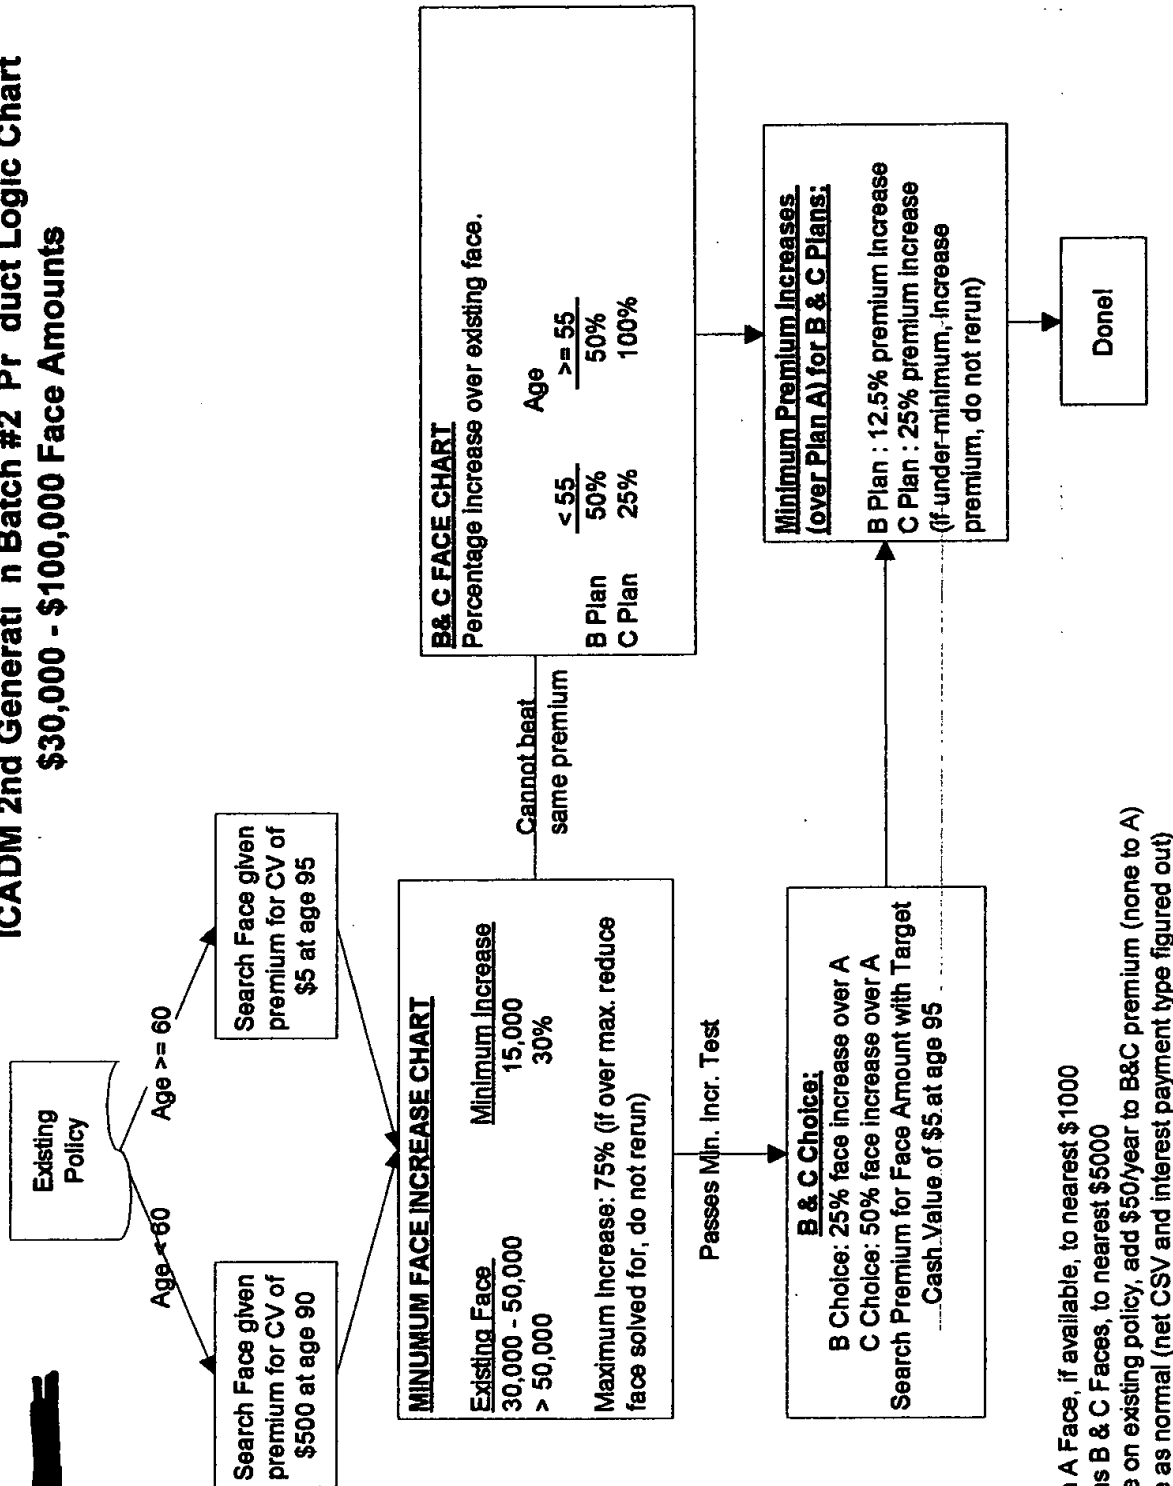 ICADM 2nd Generati n Batch #2 Pr duct Logic Chart
$30,000 - $100,000 Face Amounts
Existing
Policy
Age < 60
Age >= 60
Search Face given
premium for CV of
$500 at age 90
Search Face given
premium for CV of
$5 at age 95
MINUMUM FACE INCREASE CHART
Existing Face Minimum Increase
30,000 - 50,000 15,000
> 50,000 30%
Maximum Increase: 75% (if over max. reduce
face solved for, do not rerun)
Cannot beat
same premium
B& C FACE CHART
Percentage increase over existing face.
Age
< 55 >= 55
B Plan 50% 50%
C Plan 25% 100%
Passes Min. Incr. Test
B & C Choice:
B Choice: 25% face increase over A
C Choice: 50% face increase over A
Search Premium for Face Amount with Target
Cash Value of $5 at age 95
Minimum Premium Increases
(over Plan A) for B & C Plans:
B Plan : 12.5% premium increase
C Plan : 25% premium increase
(if under minimum, increase
premium, do not rerun)
Done!
A Face, if available, to nearest $1000
B & C Faces, to nearest $5000
on existing policy, add $50/year to B&C premium (none to A)
as normal (net CSV and interest payment type figured out)